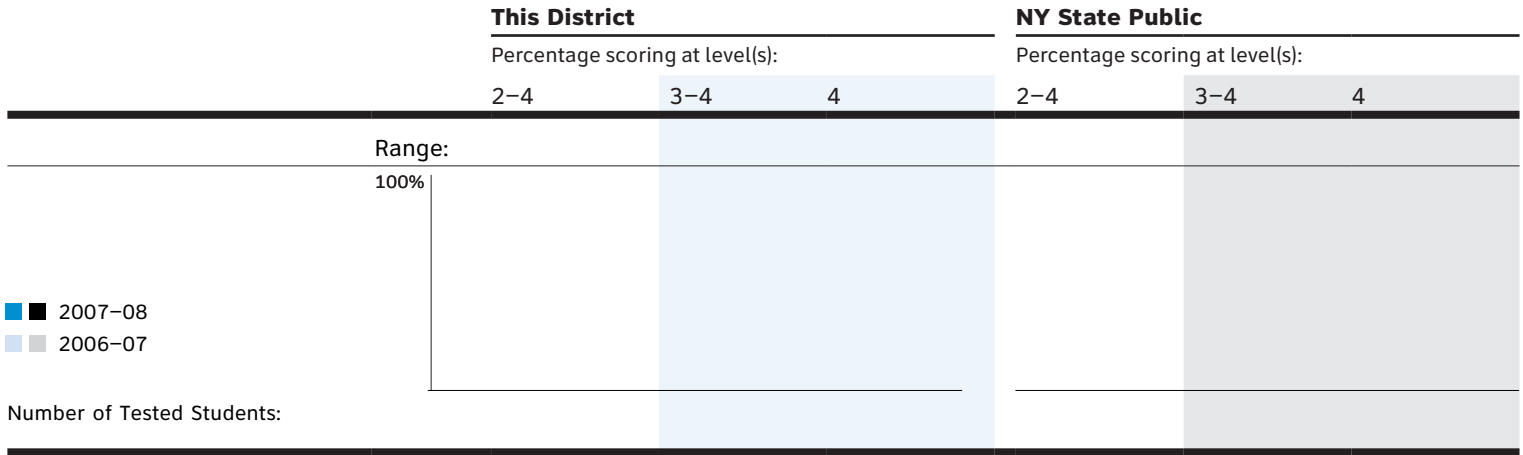 This District NY State Public
Percentage scoring at level(s): Percentage scoring at level(s):
2–4 3–4 4 2–4 3–4 4
Range:
100%
2007–08
2006–07
Number of Tested Students: